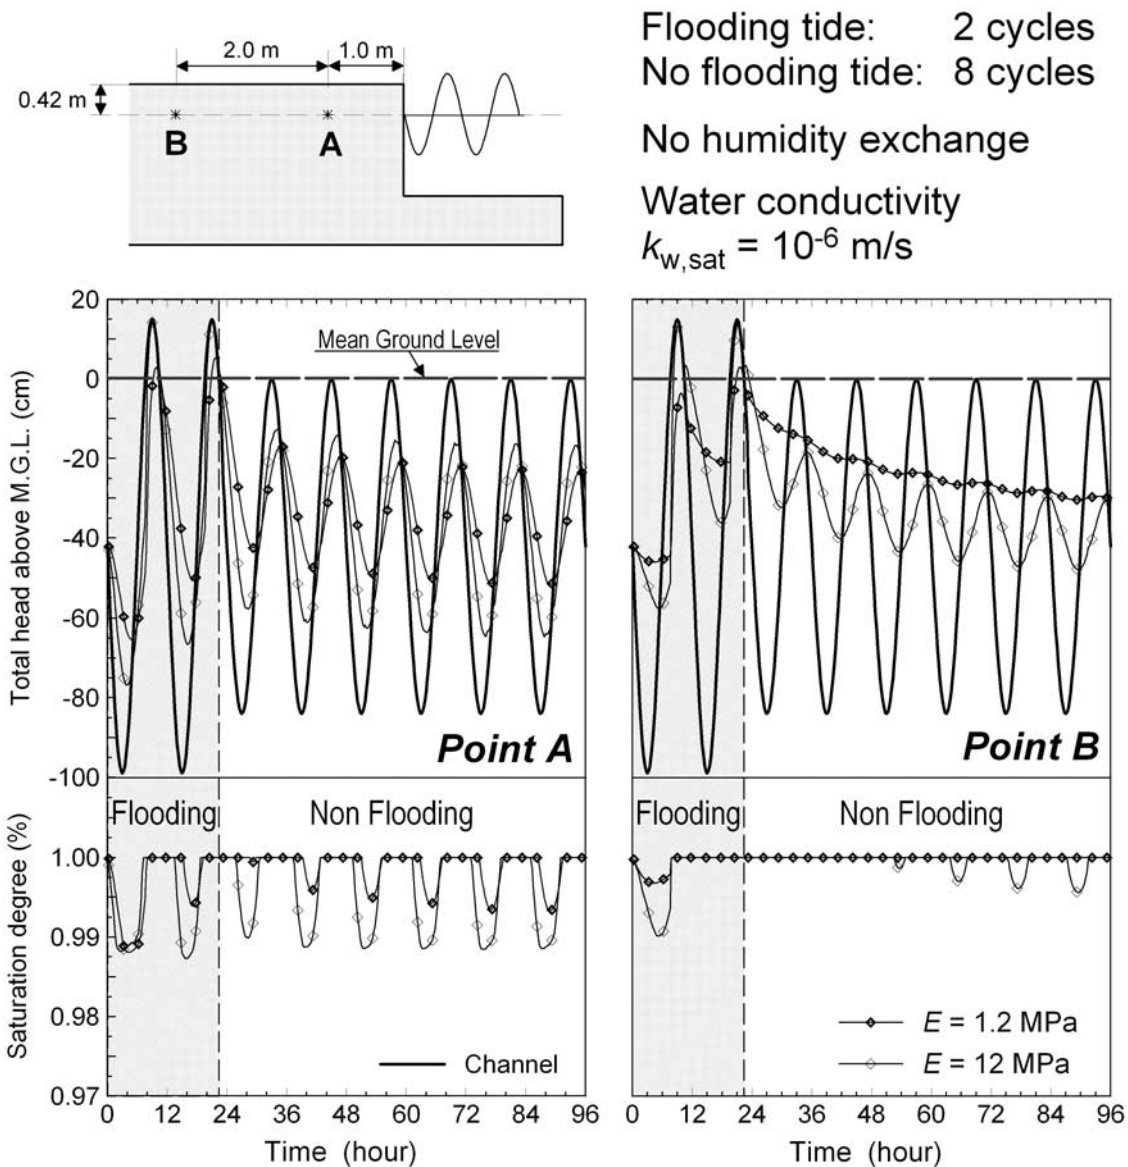 Flooding tide: 2 cycles
No flooding tide: 8 cycles
No humidity exchange
Water conductivity
k_w,sat = 10⁻⁶ m/s
2.0 m 1.0 m
0.42 m
B A
Total head above M.G.L. (cm)
20
0
-20
-40
-60
-80
-100
Mean Ground Level
Point A
Point B
Saturation degree (%)
1.00
0.99
0.98
0.97
Flooding Non Flooding
Flooding Non Flooding
Channel
E = 1.2 MPa
E = 12 MPa
0 12 24 36 48 60 72 84 96
0 12 24 36 48 60 72 84 96
Time (hour)
Time (hour)